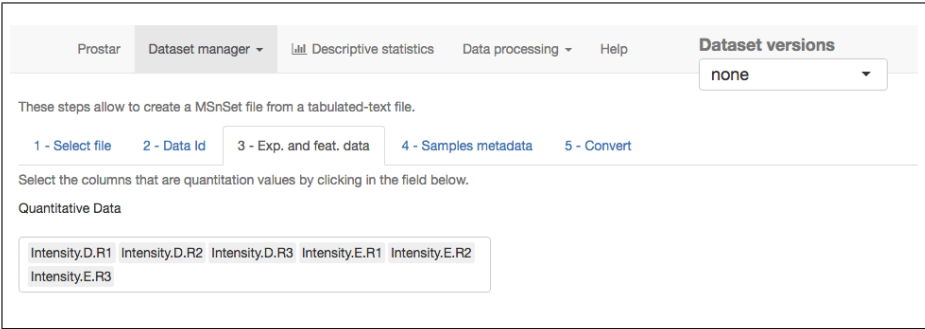 Prostar Dataset manager Descriptive statistics Data processing Help Dataset versions
none
These steps allow to create a MSnSet file from a tabulated-text file.
1 - Select file 2 - Data Id 3 - Exp. and feat. data 4 - Samples metadata 5 - Convert
Select the columns that are quantitation values by clicking in the field below.
Quantitative Data
Intensity.D.R1 Intensity.D.R2 Intensity.D.R3 Intensity.E.R1 Intensity.E.R2
Intensity.E.R3